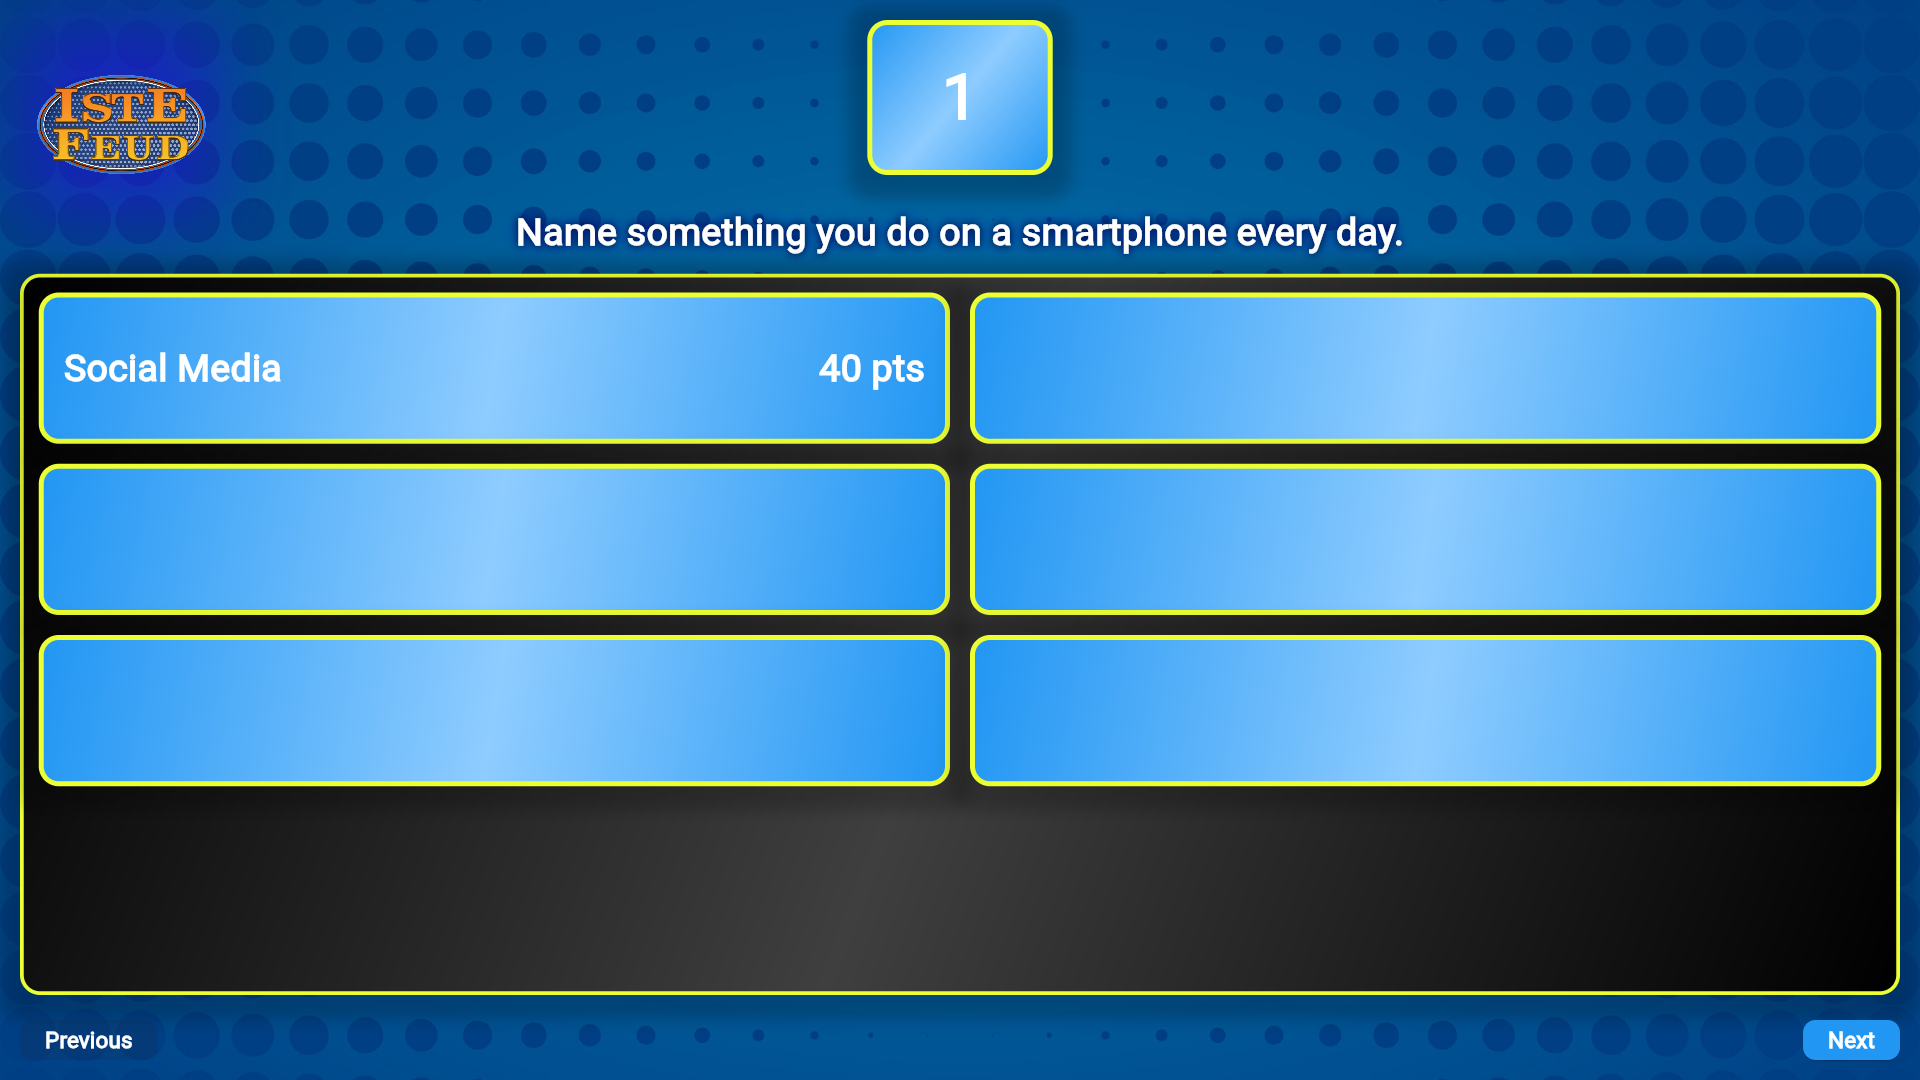 ISTE
FEUD
1
Name something you do on a smartphone every day.
Social Media 40 pts
Previous
Next